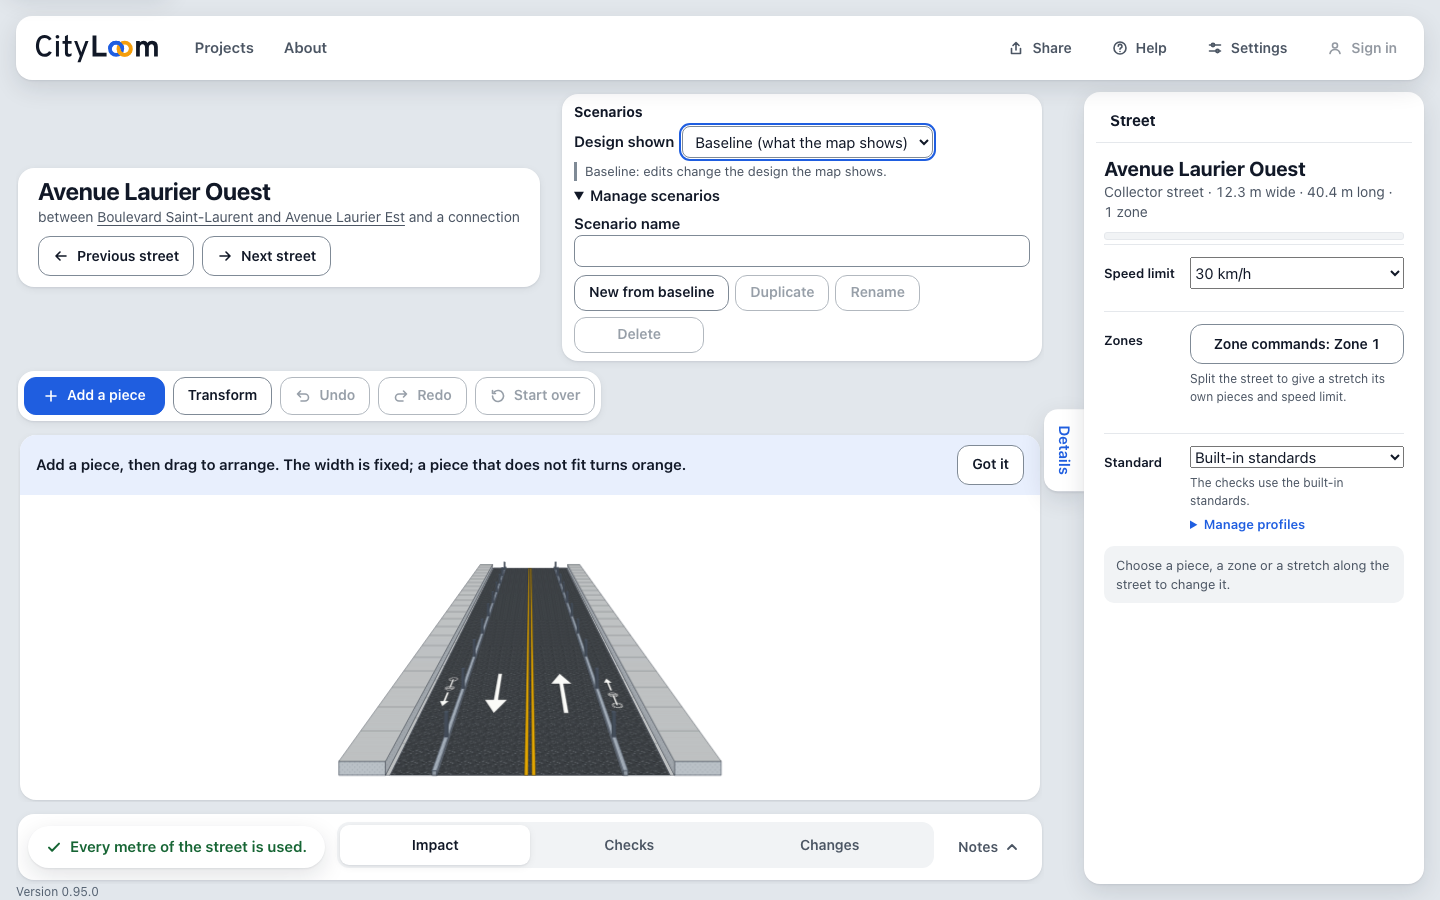 CityLoom
Projects
About
Share
Help
Settings
Sign in
Avenue Laurier Ouest
between Boulevard Saint-Laurent and Avenue Laurier Est and a connection
Previous street
Next street
Scenarios
Design shown
Baseline (what the map shows)
Baseline: edits change the design the map shows.
Manage scenarios
Scenario name
New from baseline
Duplicate
Rename
Delete
Add a piece
Transform
Undo
Redo
Start over
Add a piece, then drag to arrange. The width is fixed; a piece that does not fit turns orange.
Got it
Details
Every metre of the street is used.
Impact
Checks
Changes
Notes
Version 0.95.0
Street
Avenue Laurier Ouest
Collector street · 12.3 m wide · 40.4 m long ·
1 zone
Speed limit
30 km/h
Zones
Zone commands: Zone 1
Split the street to give a stretch its
own pieces and speed limit.
Standard
Built-in standards
The checks use the built-in
standards.
Manage profiles
Choose a piece, a zone or a stretch along the
street to change it.